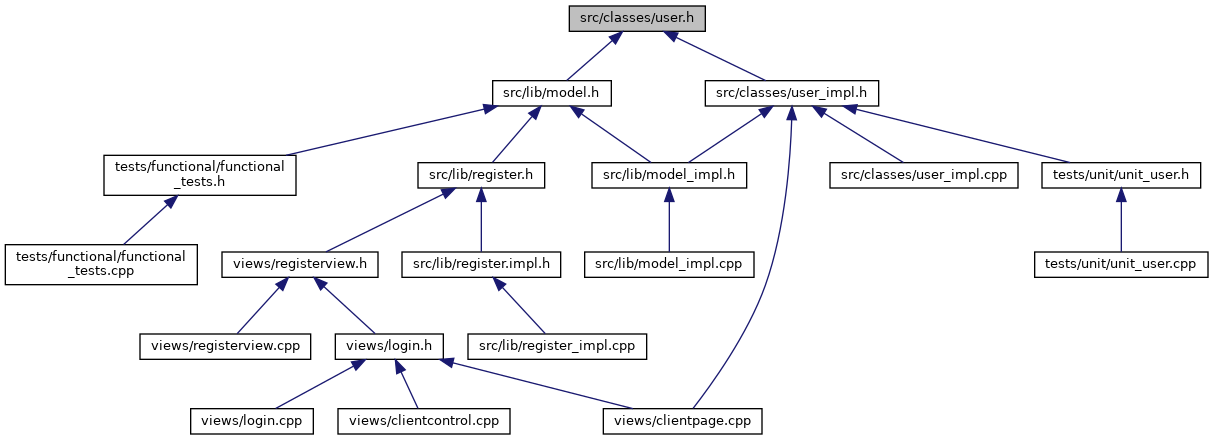 src/classes/user.h
src/lib/model.h
src/classes/user_impl.h
tests/functional/functional
_tests.h
src/lib/register.h
src/lib/model_impl.h
src/classes/user_impl.cpp
tests/unit/unit_user.h
tests/functional/functional
_tests.cpp
views/registerview.h
src/lib/register.impl.h
src/lib/model_impl.cpp
tests/unit/unit_user.cpp
views/registerview.cpp
views/login.h
src/lib/register_impl.cpp
views/login.cpp
views/clientcontrol.cpp
views/clientpage.cpp